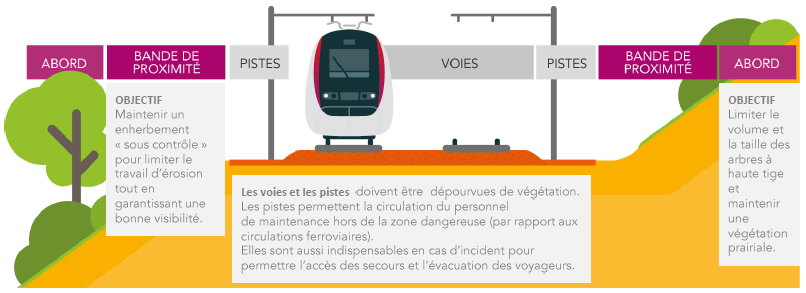 ABORD
BANDE DE
PROXIMITÉ
PISTES
VOIES
PISTES
BANDE DE
PROXIMITÉ
ABORD
OBJECTIF
Maintenir un
enherbement
« sous contrôle »
pour limiter le
travail d'érosion
tout en
garantissant une
bonne visibilité.
Les voies et les pistes doivent être dépourvues de végétation.
Les pistes permettent la circulation du personnel
de maintenance hors de la zone dangereuse (par rapport aux
circulations ferroviaires).
Elles sont aussi indispensables en cas d'incident pour
permettre l'accès des secours et l'évacuation des voyageurs.
OBJECTIF
Limiter le
volume et
la taille des
arbres à
haute tige
et
maintenir
une
végétation
prairiale.